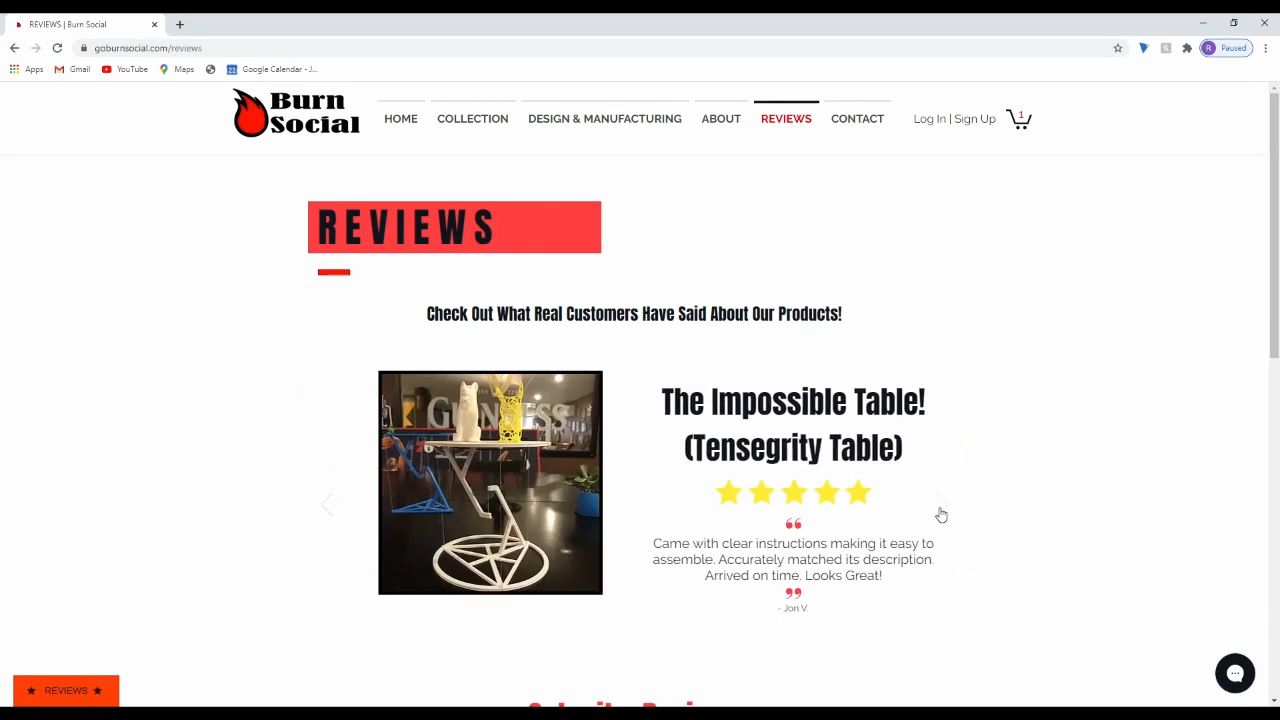 REVIEWS | Burn Social
goburnsocial.com/reviews
R Paused
Apps Gmail YouTube Maps 22 Google Calendar - J...
Burn
Social
HOME COLLECTION DESIGN & MANUFACTURING ABOUT REVIEWS CONTACT Log In | Sign Up 1
REVIEWS
Check Out What Real Customers Have Said About Our Products!
GUINNESS
The Impossible Table!
(Tensegrity Table)
“
Came with clear instructions making it easy to
assemble. Accurately matched its description.
Arrived on time. Looks Great!
”
- Jon V.
★ REVIEWS ★